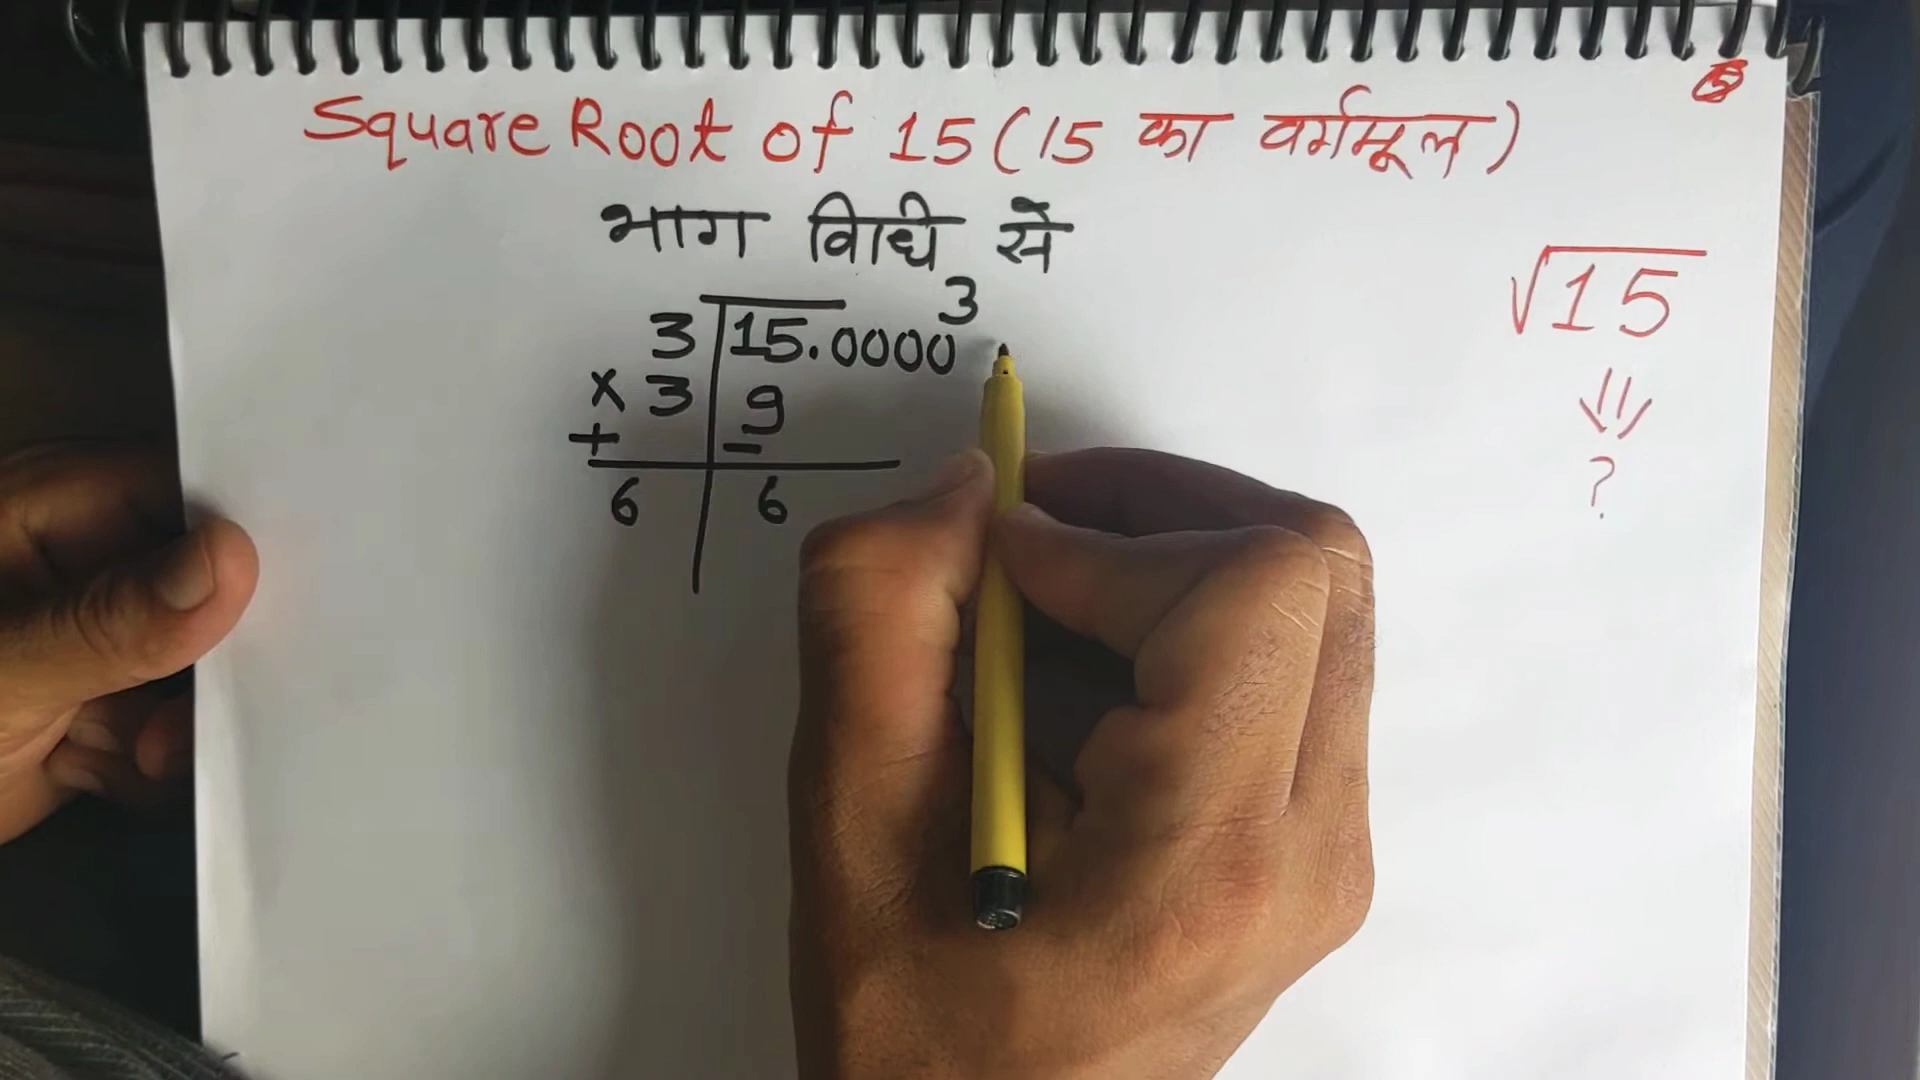 Square Root of 15 (15 का वर्गमूल)
भाग विधि से
3
3 15.0000
x 3 9
+ -
6 6
√15
?